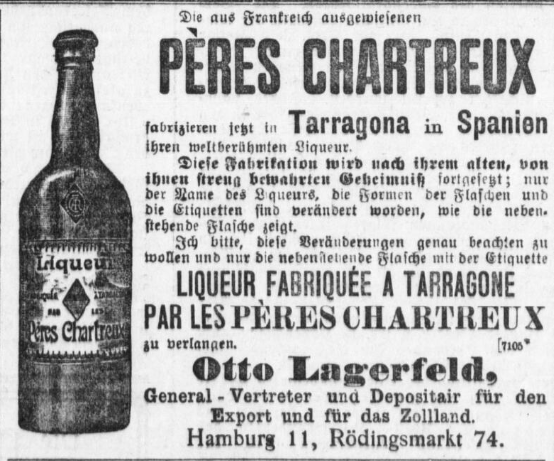 Die aus Frankreich ausgewiesenen
PÈRES CHARTREUX
fabrizieren jetzt in Tarragona in Spanien
ihren weltberühmten Liqueur.
Diese Fabrikation wird nach ihrem alten, von
ihnen streng bewahrten Geheimniß fortgesetzt; nur
der Name des Liqueurs, die Formen der Flaschen und
die Etiquetten sind verändert worden, wie die neben-
stehende Flasche zeigt.
Ich bitte, diese Veränderungen genau beachten zu
wollen und nur die nebenstehende Flasche mit der Etiquette
LIQUEUR FABRIQUÉE A TARRAGONE
PAR LES PÈRES CHARTREUX
zu verlangen. [7105*
Otto Lagerfeld,
General-Vertreter und Depositair für den
Export und für das Zollland.
Hamburg 11, Rödingsmarkt 74.
Liqueur
PAR LES
Pères Chartreux